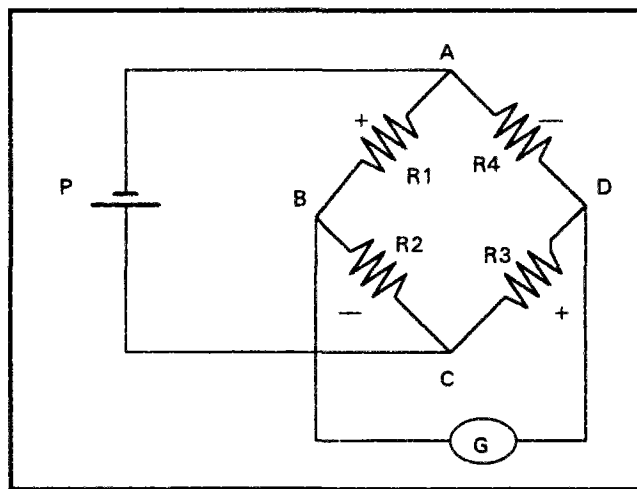 A
+
—
R1
R4
P
B
D
R2
R3
—
+
C
G